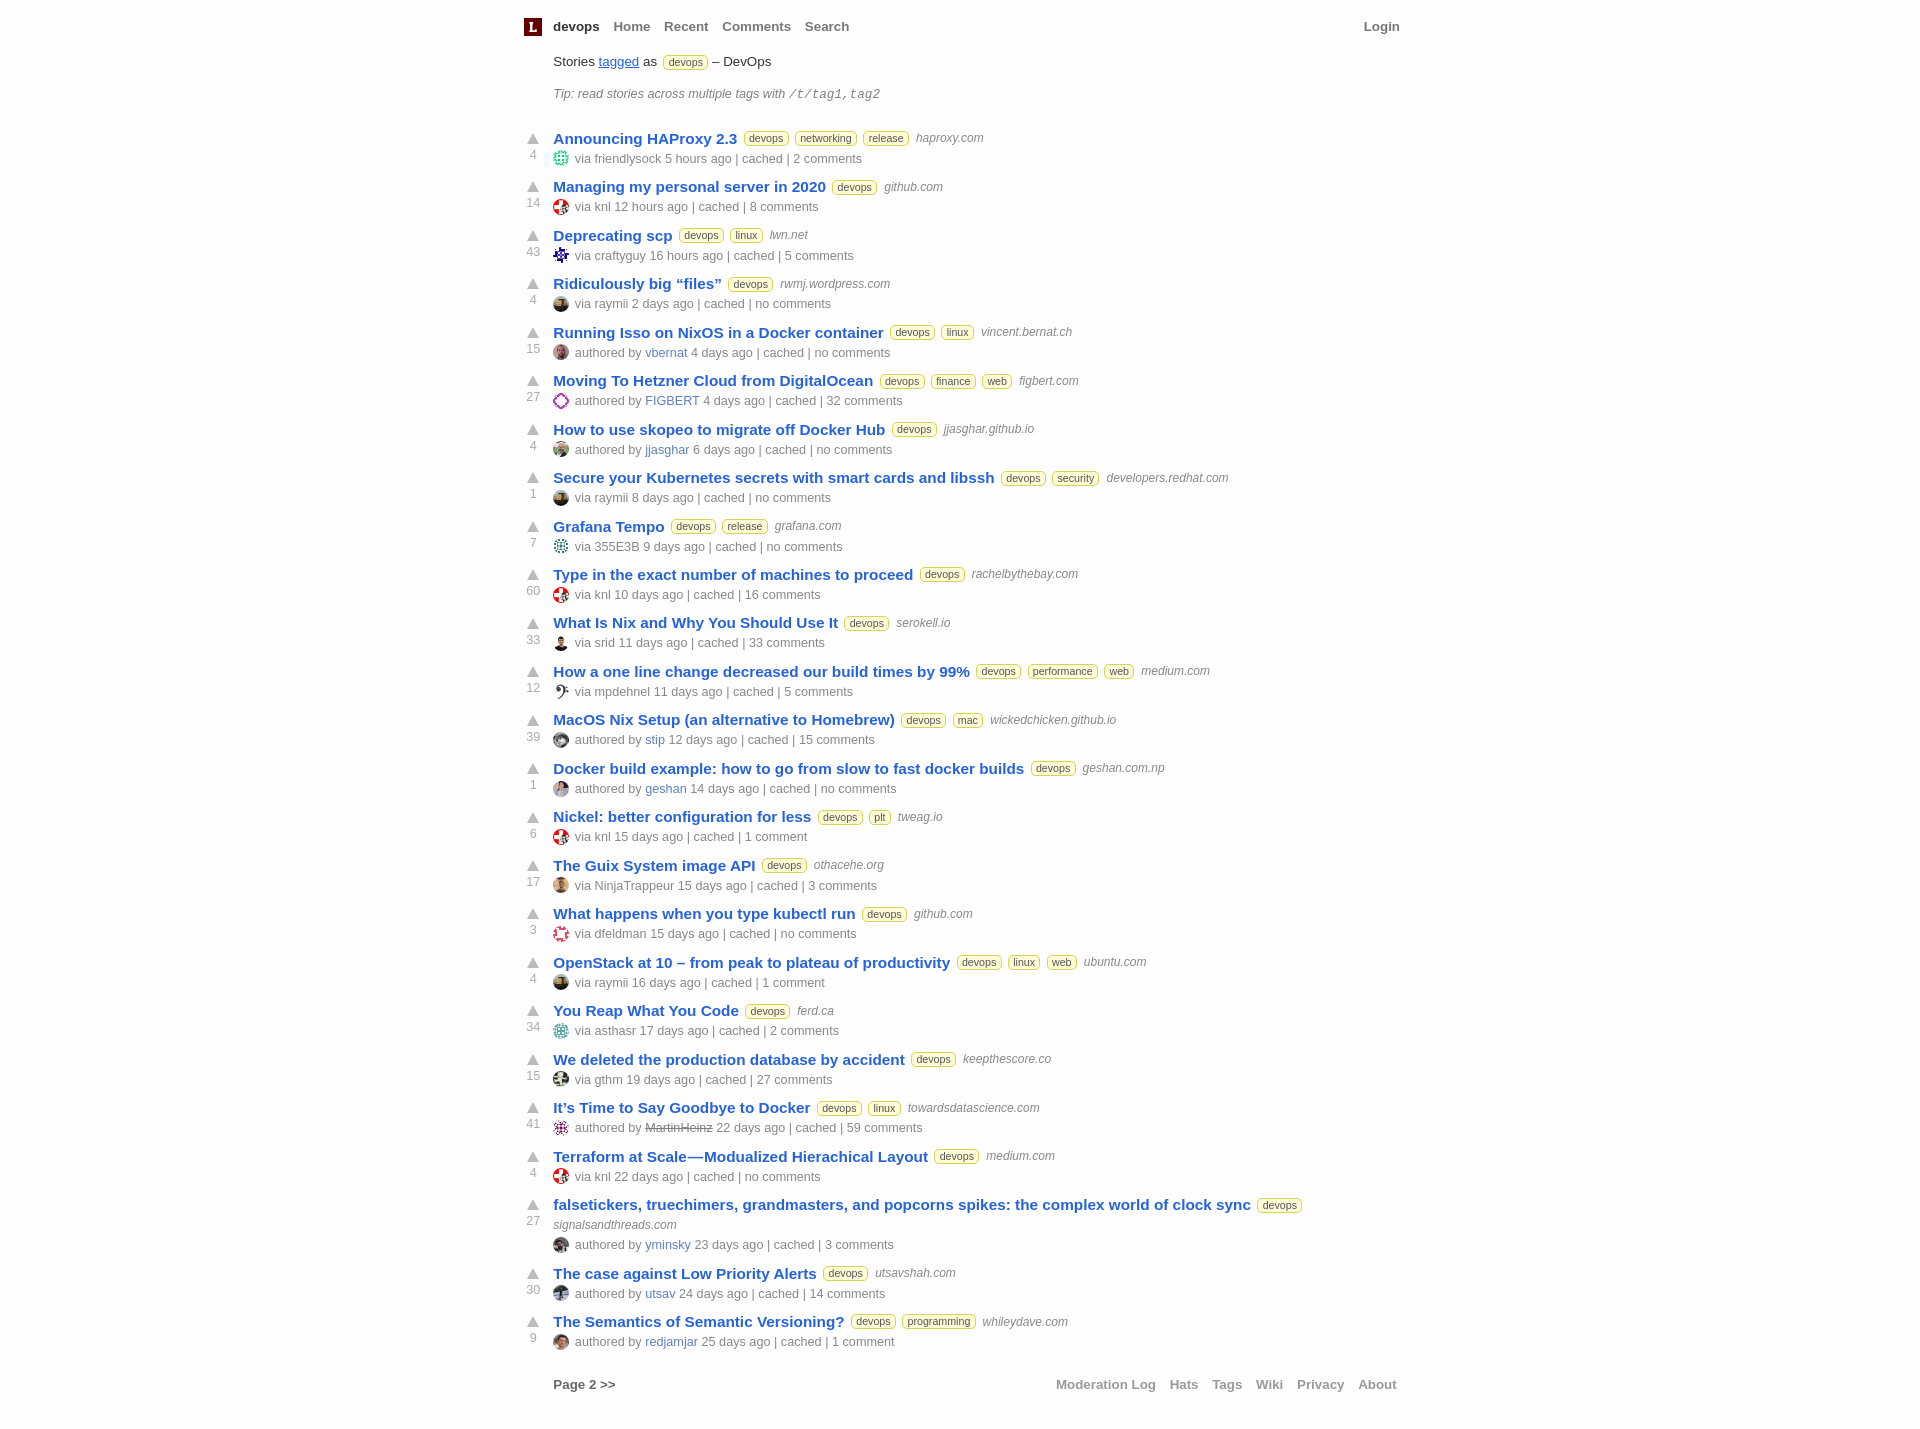 L devops Home Recent Comments Search Login
Stories tagged as devops – DevOps
Tip: read stories across multiple tags with /t/tag1,tag2
Announcing HAProxy 2.3 devops networking release haproxy.com
4 via friendlysock 5 hours ago | cached | 2 comments
Managing my personal server in 2020 devops github.com
14 via knl 12 hours ago | cached | 8 comments
Deprecating scp devops linux lwn.net
43 via craftyguy 16 hours ago | cached | 5 comments
Ridiculously big “files” devops rwmj.wordpress.com
4 via raymii 2 days ago | cached | no comments
Running Isso on NixOS in a Docker container devops linux vincent.bernat.ch
15 authored by vbernat 4 days ago | cached | no comments
Moving To Hetzner Cloud from DigitalOcean devops finance web figbert.com
27 authored by FIGBERT 4 days ago | cached | 32 comments
How to use skopeo to migrate off Docker Hub devops jjasghar.github.io
4 authored by jjasghar 6 days ago | cached | no comments
Secure your Kubernetes secrets with smart cards and libssh devops security developers.redhat.com
1 via raymii 8 days ago | cached | no comments
Grafana Tempo devops release grafana.com
7 via 355E3B 9 days ago | cached | no comments
Type in the exact number of machines to proceed devops rachelbythebay.com
60 via knl 10 days ago | cached | 16 comments
What Is Nix and Why You Should Use It devops serokell.io
33 via srid 11 days ago | cached | 33 comments
How a one line change decreased our build times by 99% devops performance web medium.com
12 via mpdehnel 11 days ago | cached | 5 comments
MacOS Nix Setup (an alternative to Homebrew) devops mac wickedchicken.github.io
39 authored by stip 12 days ago | cached | 15 comments
Docker build example: how to go from slow to fast docker builds devops geshan.com.np
1 authored by geshan 14 days ago | cached | no comments
Nickel: better configuration for less devops plt tweag.io
6 via knl 15 days ago | cached | 1 comment
The Guix System image API devops othacehe.org
17 via NinjaTrappeur 15 days ago | cached | 3 comments
What happens when you type kubectl run devops github.com
3 via dfeldman 15 days ago | cached | no comments
OpenStack at 10 – from peak to plateau of productivity devops linux web ubuntu.com
4 via raymii 16 days ago | cached | 1 comment
You Reap What You Code devops ferd.ca
34 via asthasr 17 days ago | cached | 2 comments
We deleted the production database by accident devops keepthescore.co
15 via gthm 19 days ago | cached | 27 comments
It’s Time to Say Goodbye to Docker devops linux towardsdatascience.com
41 authored by MartinHeinz 22 days ago | cached | 59 comments
Terraform at Scale — Modualized Hierachical Layout devops medium.com
4 via knl 22 days ago | cached | no comments
falsetickers, truechimers, grandmasters, and popcorns spikes: the complex world of clock sync devops
27 signalsandthreads.com
authored by yminsky 23 days ago | cached | 3 comments
The case against Low Priority Alerts devops utsavshah.com
30 authored by utsav 24 days ago | cached | 14 comments
The Semantics of Semantic Versioning? devops programming whileydave.com
9 authored by redjamjar 25 days ago | cached | 1 comment
Page 2 >> Moderation Log Hats Tags Wiki Privacy About